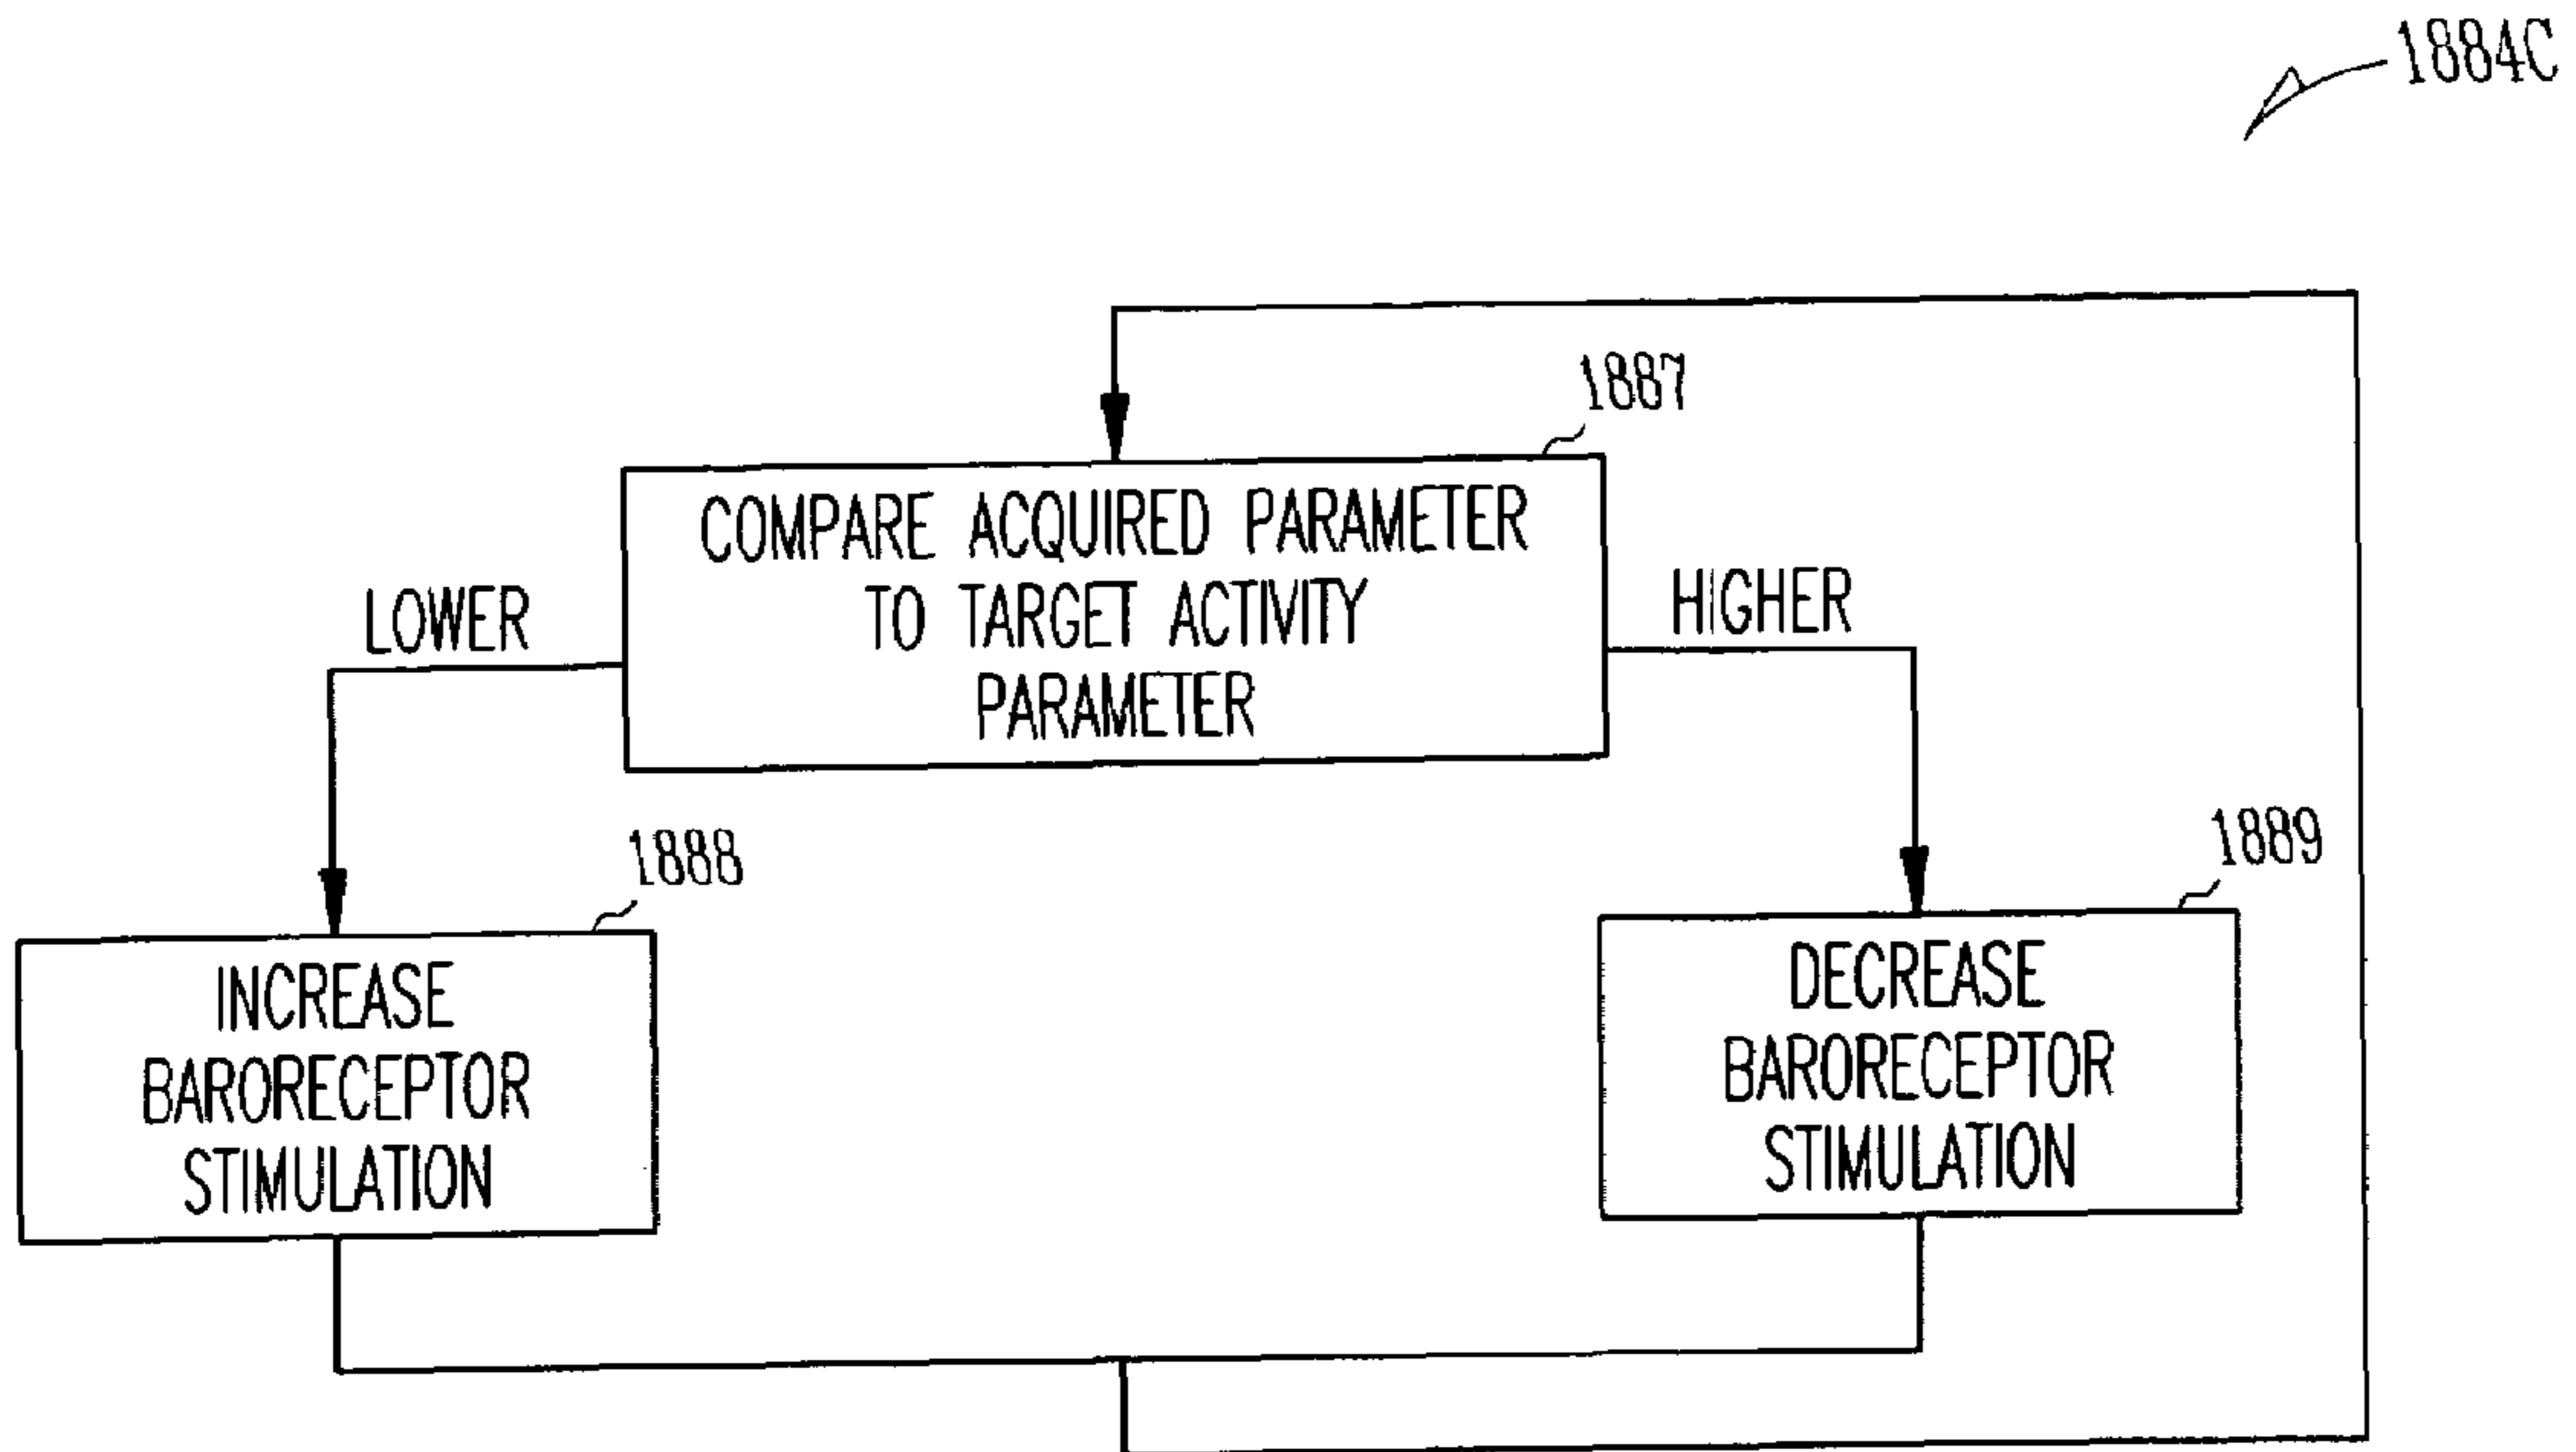 1884C
1887
COMPARE ACQUIRED PARAMETER
TO TARGET ACTIVITY
PARAMETER
LOWER
HIGHER
1888
INCREASE
BARORECEPTOR
STIMULATION
1889
DECREASE
BARORECEPTOR
STIMULATION